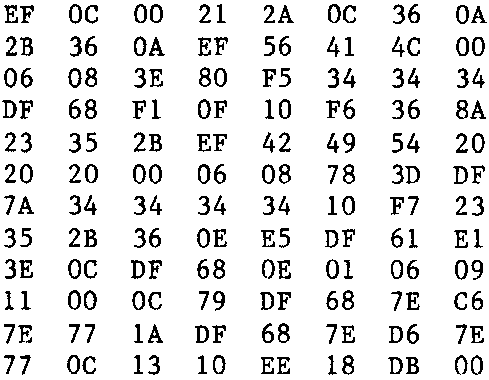 EF 0C 00 21 2A 0C 36 0A
2B 36 0A EF 56 41 4C 00
06 08 3E 80 F5 34 34 34
DF 68 F1 0F 10 F6 36 8A
23 35 2B EF 42 49 54 20
20 20 00 06 08 78 3D DF
7A 34 34 34 34 10 F7 23
35 2B 36 0E E5 DF 61 E1
3E 0C DF 68 0E 01 06 09
11 00 0C 79 DF 68 7E C6
7E 77 1A DF 68 7E D6 7E
77 0C 13 10 EE 18 DB 00